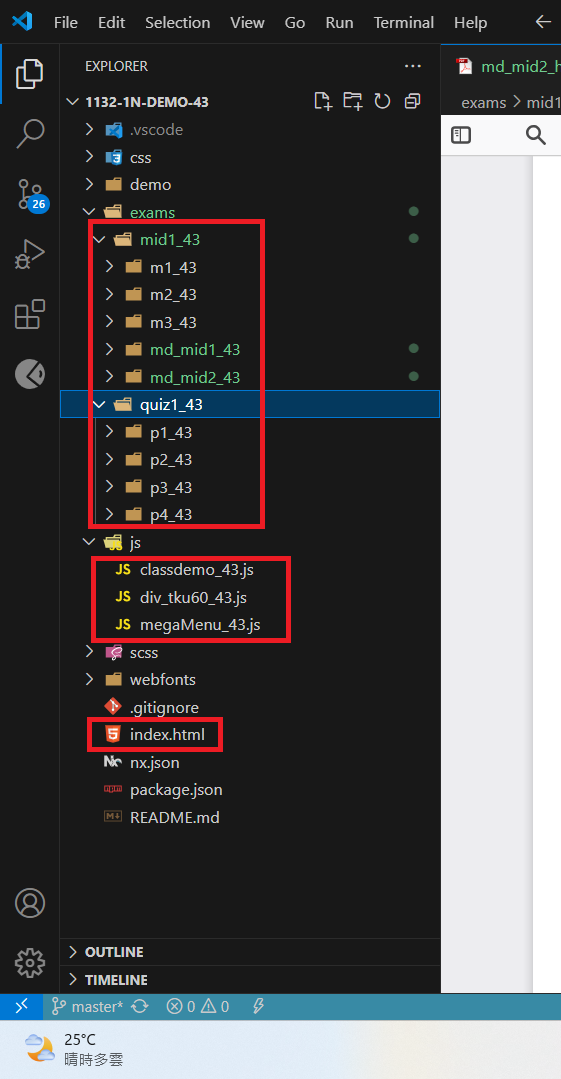 File Edit Selection View Go Run Terminal Help
EXPLORER
md_mid2_h
1132-1N-DEMO-43
exams > mid1
.vscode
css
demo
26
exams
mid1_43
m1_43
m2_43
m3_43
md_mid1_43
md_mid2_43
quiz1_43
p1_43
p2_43
p3_43
p4_43
js
JS classdemo_43.js
JS div_tku60_43.js
JS megaMenu_43.js
scss
webfonts
.gitignore
index.html
nx.json
package.json
README.md
OUTLINE
TIMELINE
master* 0 0
25°C
晴時多雲